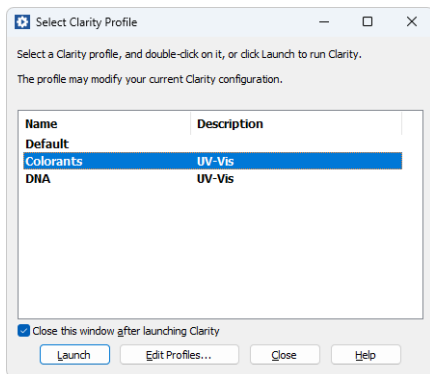 Select Clarity Profile
Select a Clarity profile, and double-click on it, or click Launch to run Clarity.
The profile may modify your current Clarity configuration.
Name Description
Default
Colorants UV-Vis
DNA UV-Vis
Close this window after launching Clarity
Launch Edit Profiles... Close Help